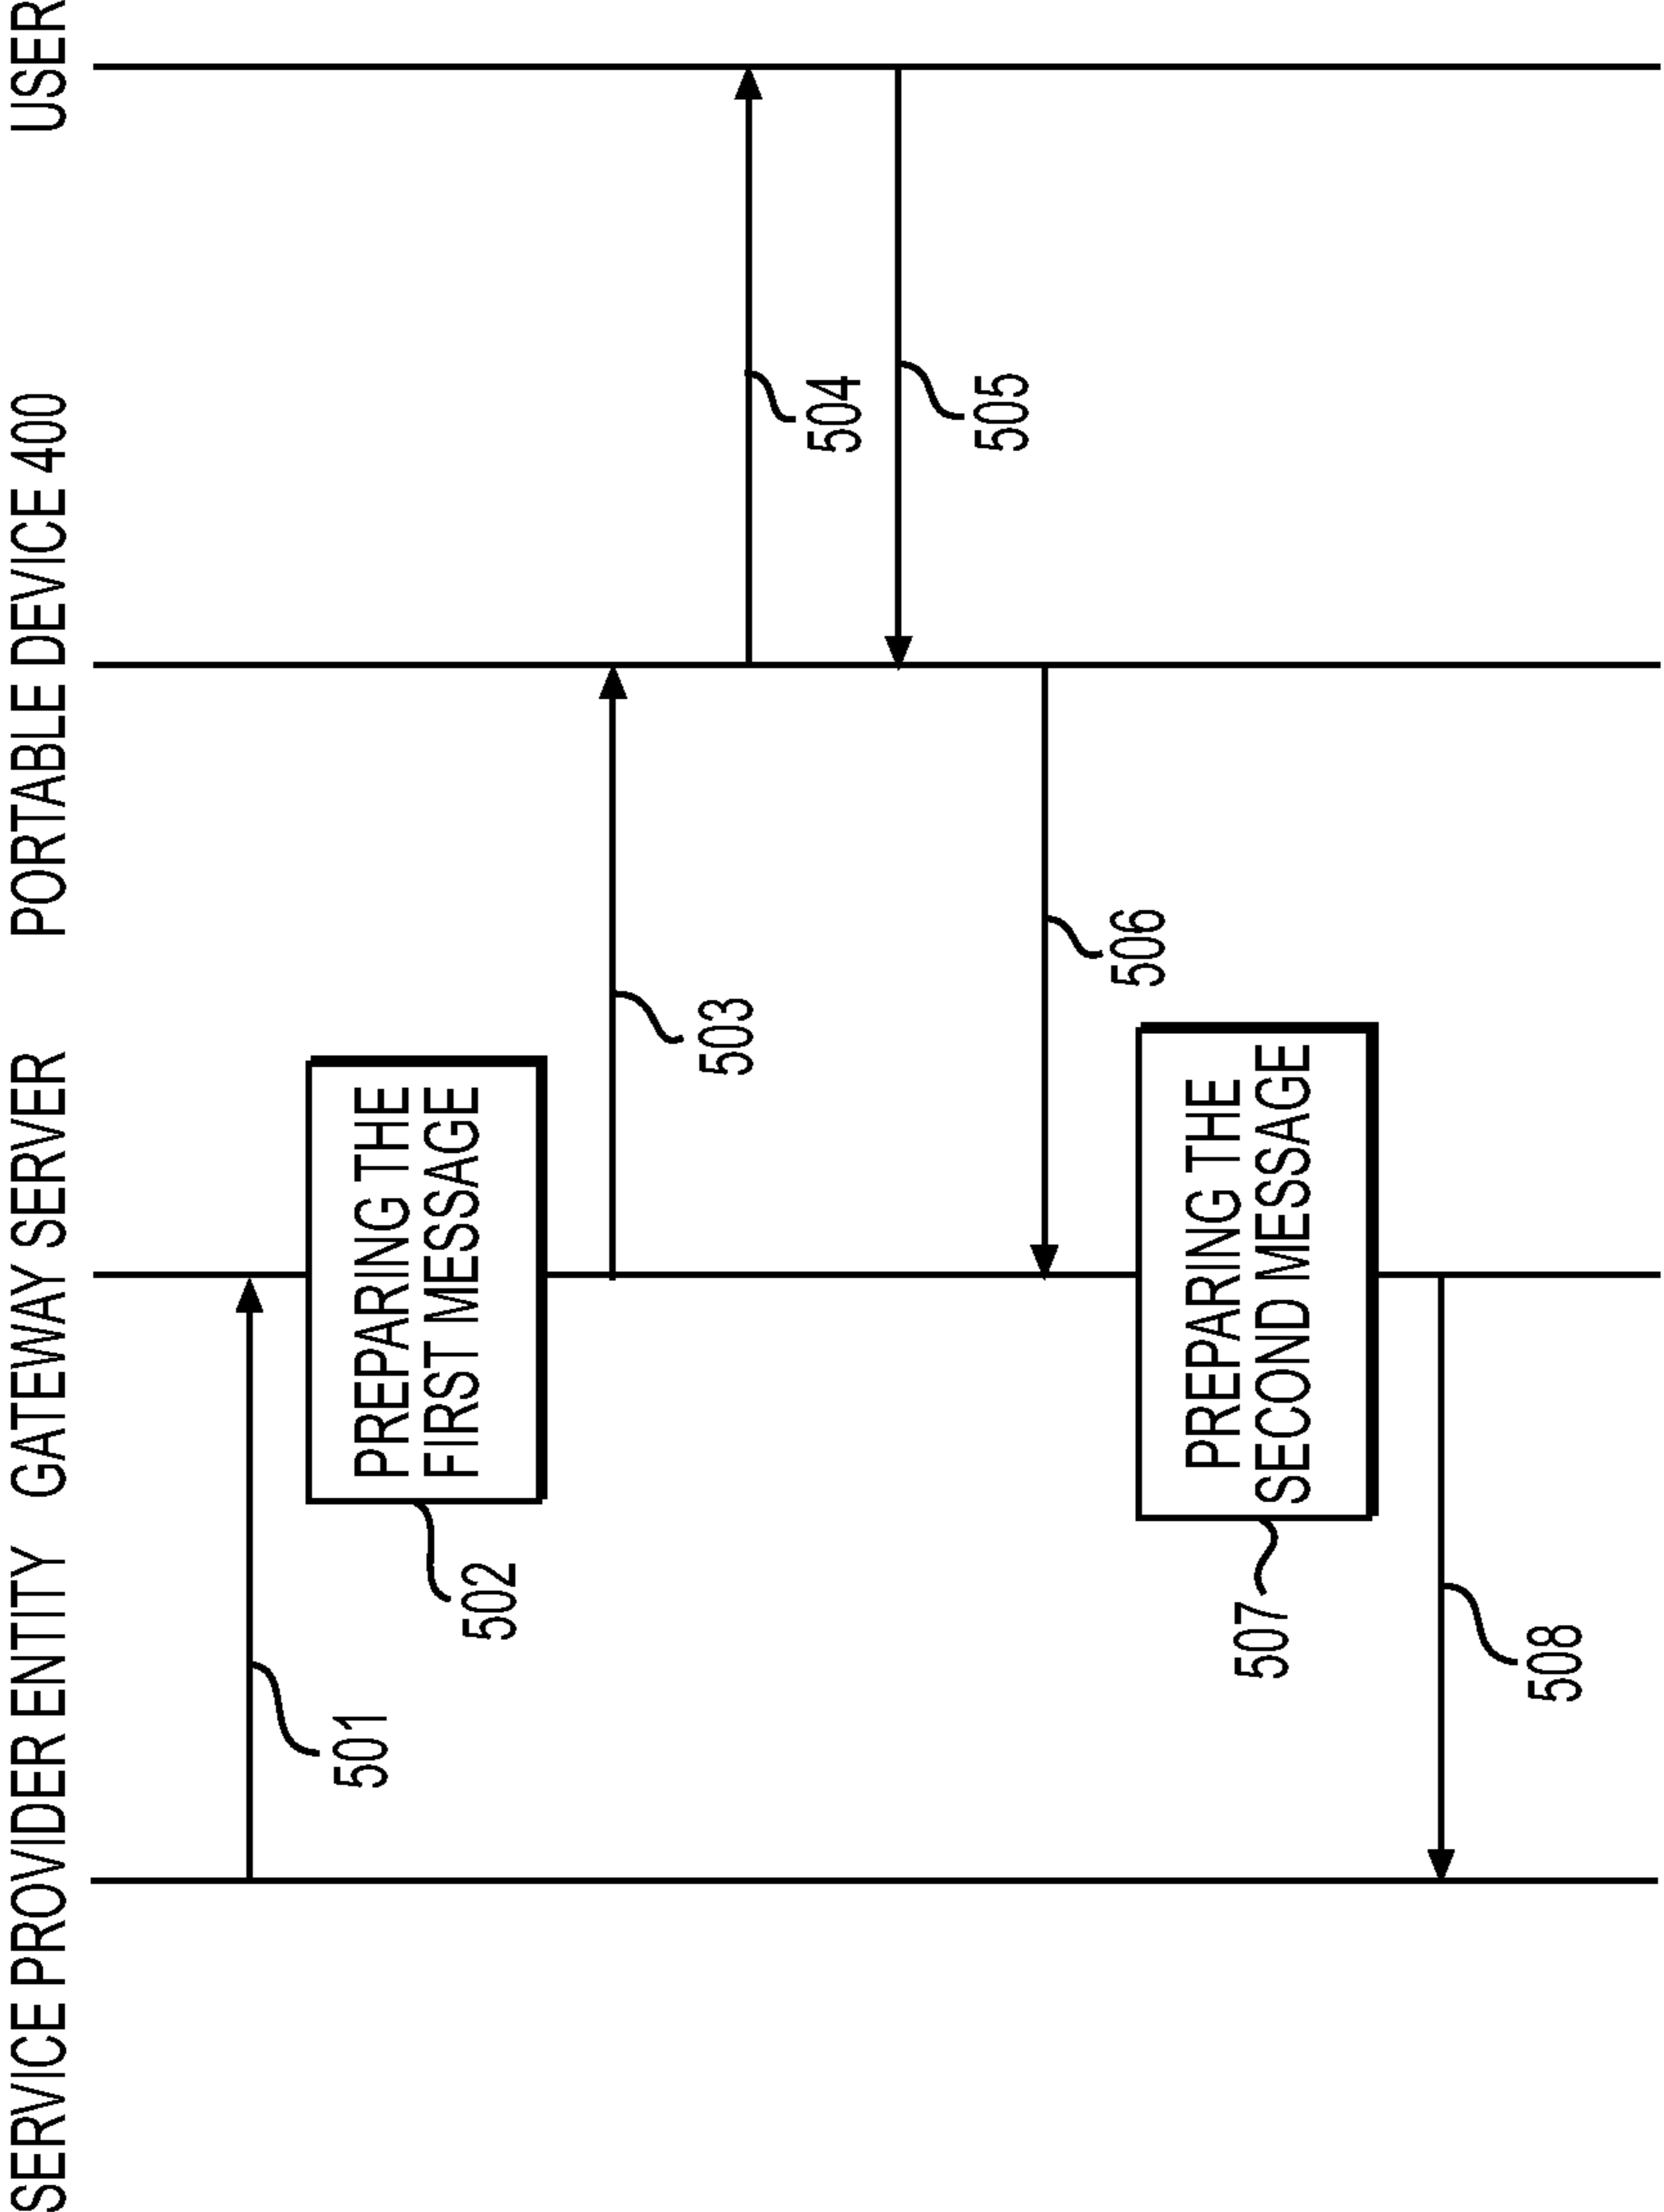 SERVICE PROVIDER ENTITY
GATEWAY SERVER
PORTABLE DEVICE 400
USER
501
PREPARING THE
FIRST MESSAGE
502
503
504
505
506
PREPARING THE
SECOND MESSAGE
507
508